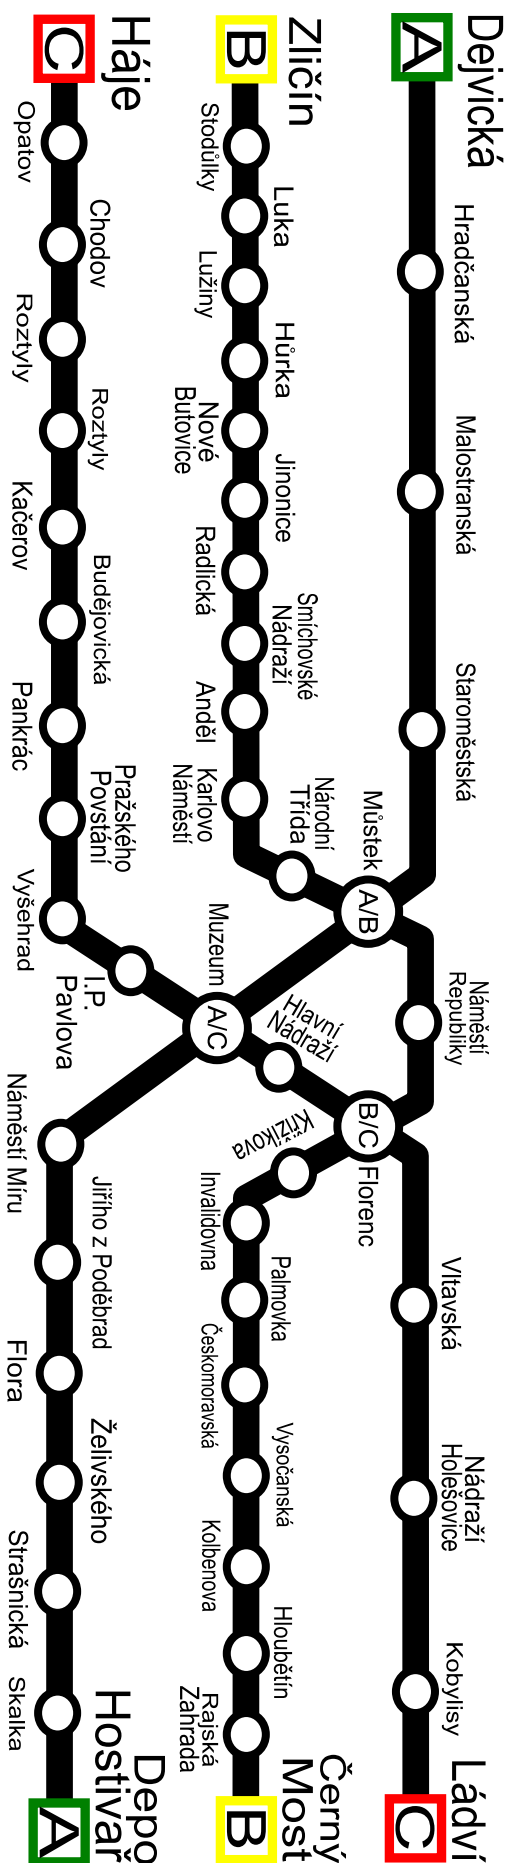 A
Dejvická
Hradčanská
Malostranská
Staroměstská
Můstek
A/B
Náměstí
Republiky
B/C
Florenc
Vltavská
Nádraží
Holešovice
Kobylisy
Ládví
C
B
Zličín
Stodůlky
Luka
Lužiny
Hůrka
Nové
Butovice
Jinonice
Radlická
Smíchovské
Nádraží
Anděl
Karlovo
Náměstí
Národní
Třída
Muzeum
A/C
Hlavní
Nádraží
Křižíkova
Invalidovna
Palmovka
Českomoravská
Vysočanská
Kolbenova
Hloubětín
Rajská
Zahrada
Černý
Most
B
C
Háje
Opatov
Chodov
Roztyly
Roztyly
Kačerov
Budějovická
Pankrác
Pražského
Povstání
Vyšehrad
I.P.
Pavlova
Náměstí Míru
Jiřího z Poděbrad
Flora
Želivského
Strašnická
Skalka
Depo
Hostivař
A